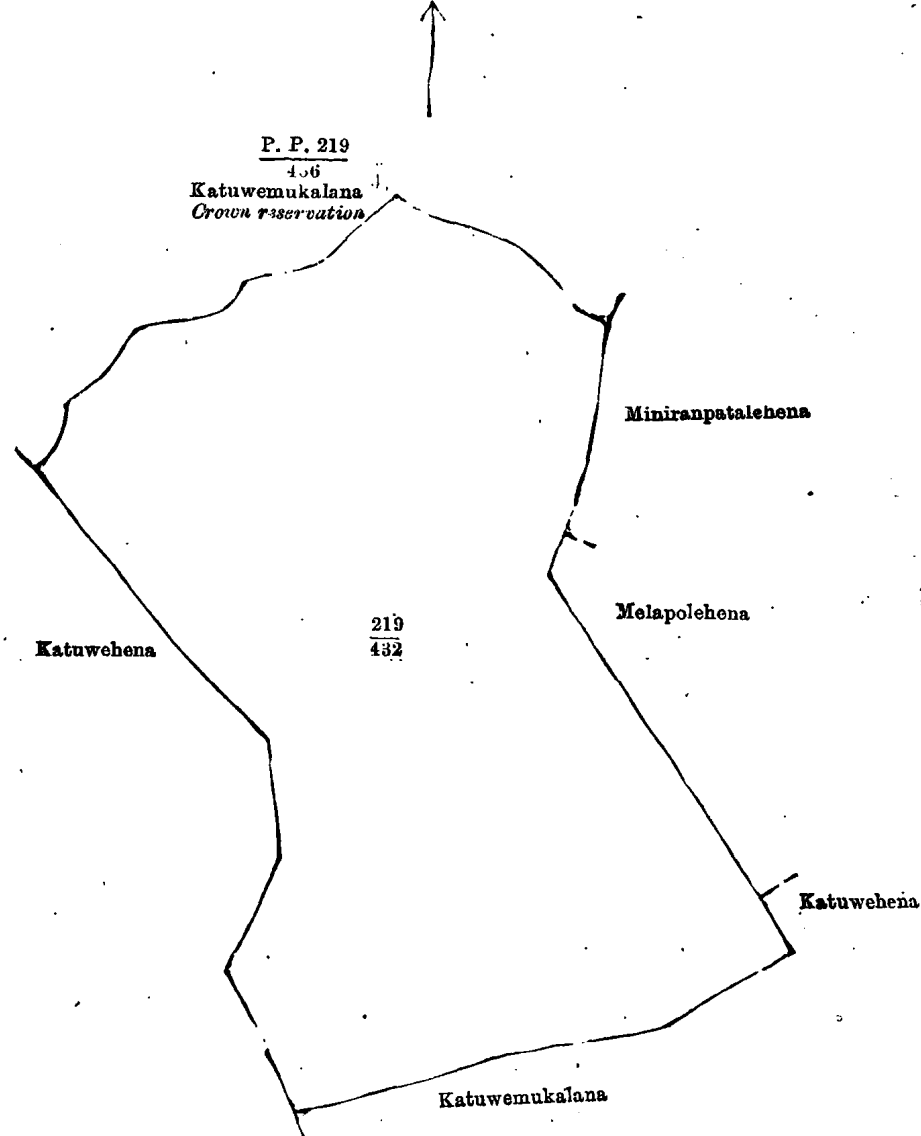 P. P. 219
Katuwemukalana
Crown reservation
Miniranpatalehena
Melapolehena
219
432
Katuwehena
Katuwehena
Katuwemukalana